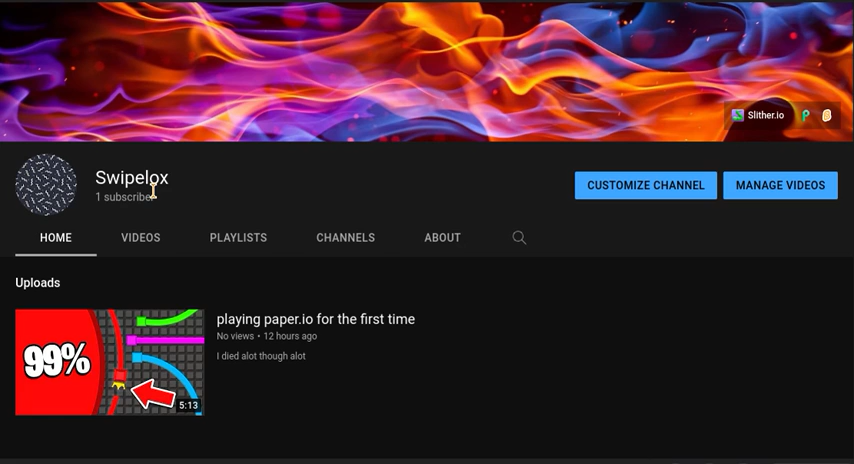 Slither.io
Swipelox
1 subscriber
CUSTOMIZE CHANNEL
MANAGE VIDEOS
HOME
VIDEOS
PLAYLISTS
CHANNELS
ABOUT
Uploads
99%
5:13
playing paper.io for the first time
No views • 12 hours ago
I died alot though alot